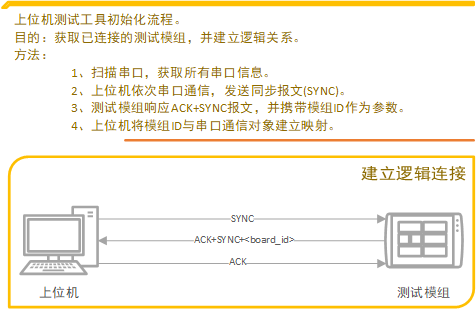 上位机测试工具初始化流程。
目的：获取已连接的测试模组，并建立逻辑关系。
方法：
1、扫描串口，获取所有串口信息。
2、上位机依次串口通信，发送同步报文(SYNC)。
3、测试模组响应ACK+SYNC报文，并携带模组ID作为参数。
4、上位机将模组ID与串口通信对象建立映射。
建立逻辑连接
SYNC
ACK+SYNC+<board_id>
ACK
上位机
测试模组